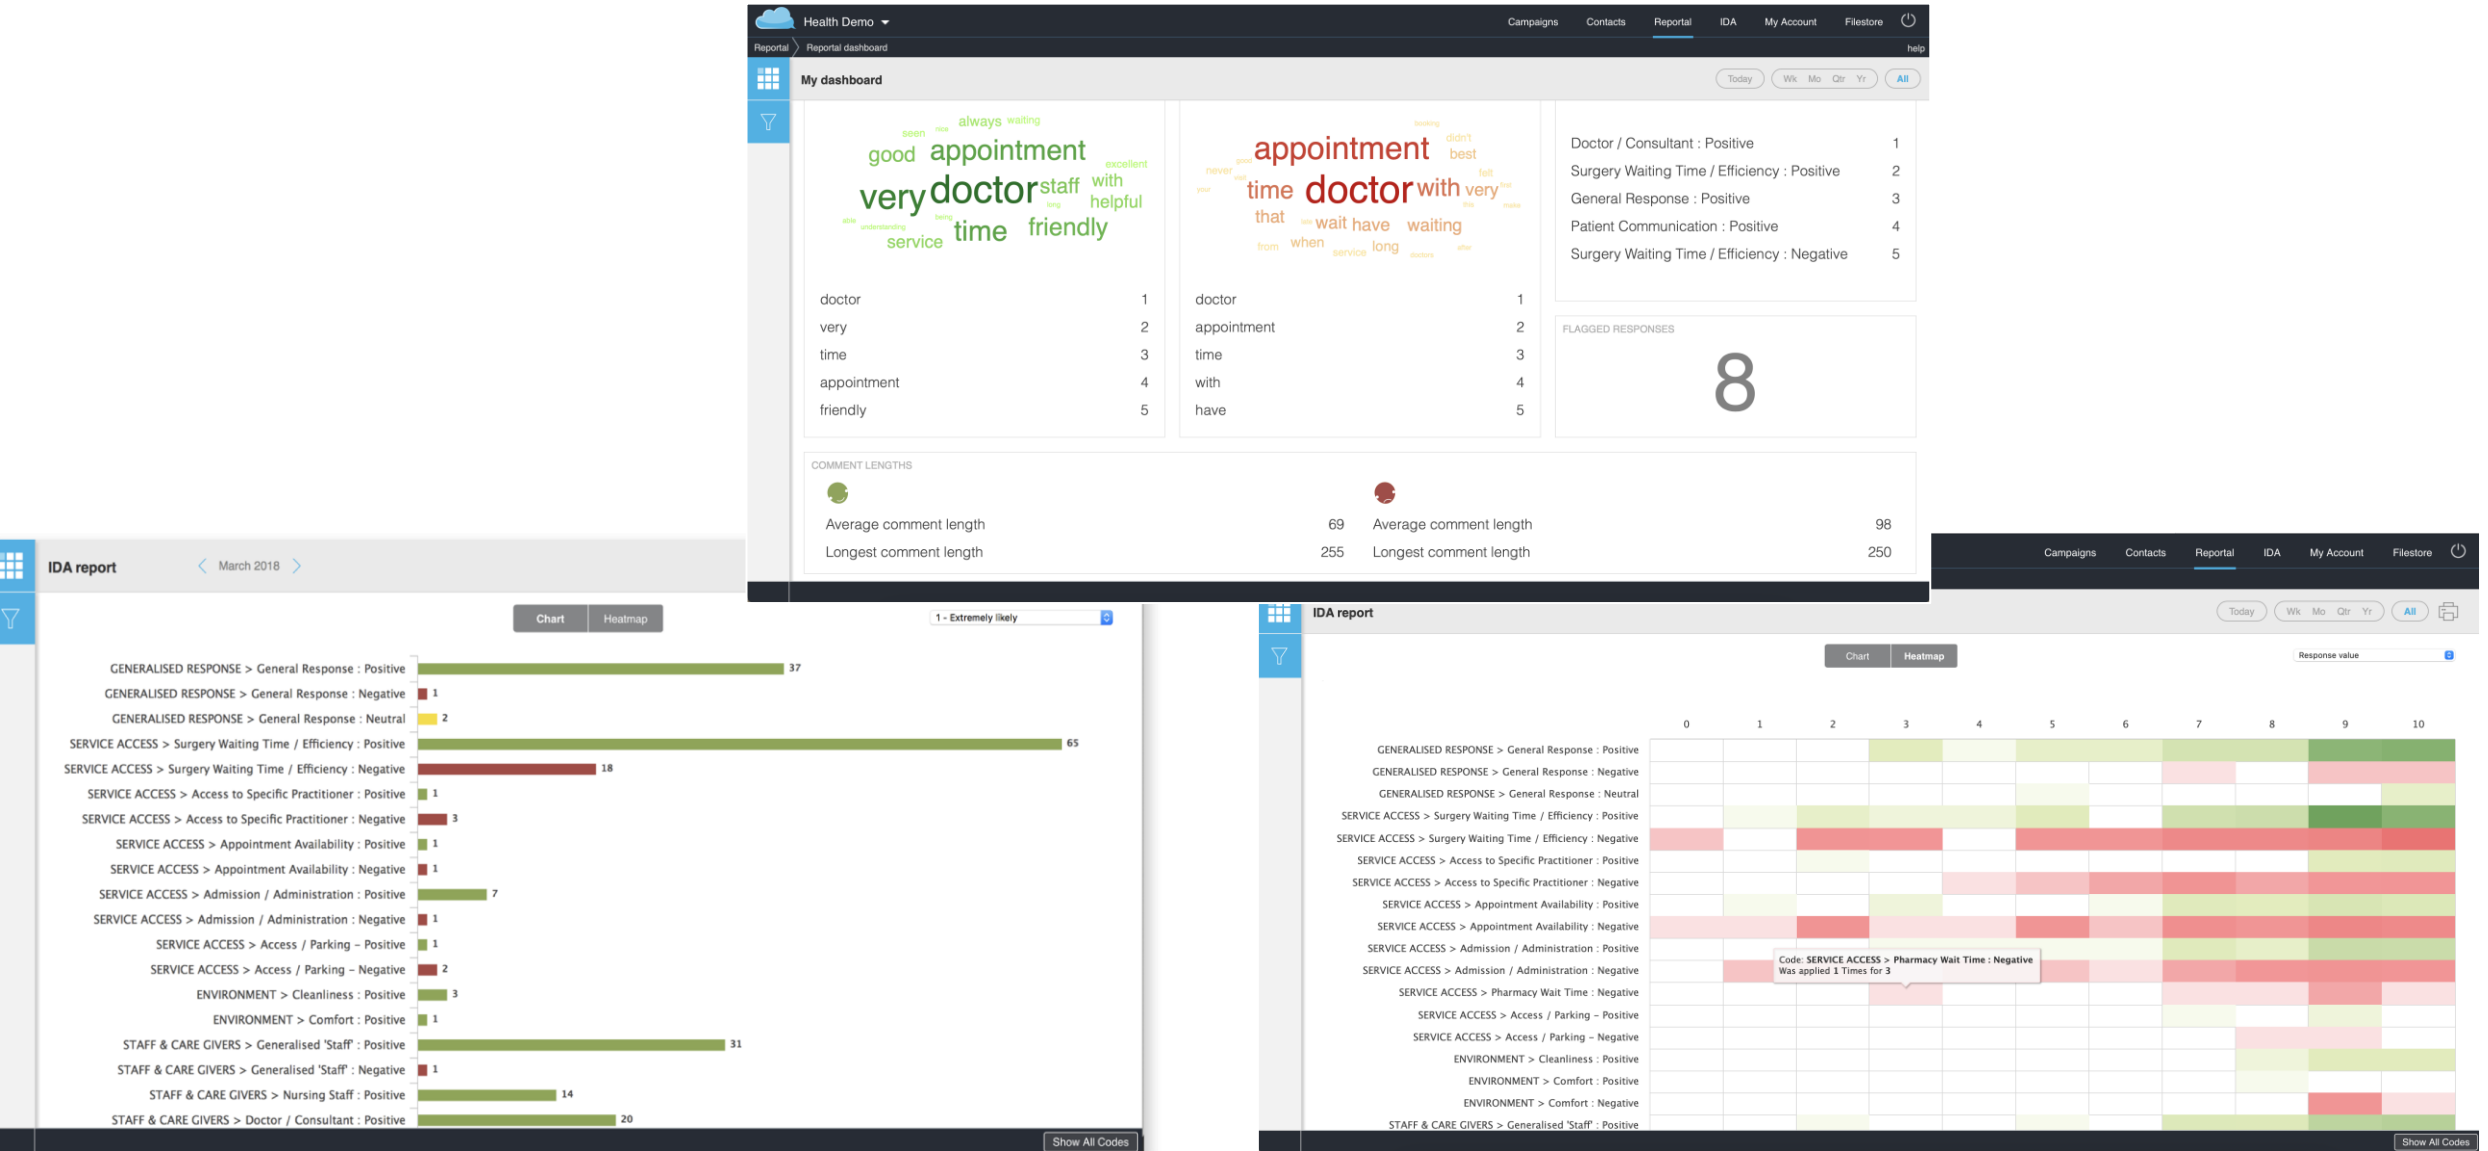 Health Demo
Campaigns Contacts Reportal IDA My Account Filestore
Reportal Reportal dashboard help
My dashboard Today Wk Mo Qtr Yr All
seen nice always waiting
good appointment excellent
very doctor staff with
long helpful
able understanding being
service time friendly
doctor 1
very 2
time 3
appointment 4
friendly 5
booking
appointment didn't
good best
never visit felt
your time doctor with very first
this make
that wait have waiting
from when service long doctors after
doctor 1
appointment 2
time 3
with 4
have 5
Doctor / Consultant : Positive 1
Surgery Waiting Time / Efficiency : Positive 2
General Response : Positive 3
Patient Communication : Positive 4
Surgery Waiting Time / Efficiency : Negative 5
FLAGGED RESPONSES
8
COMMENT LENGTHS
Average comment length 69
Longest comment length 255
Average comment length 98
Longest comment length 250
IDA report March 2018
Chart Heatmap 1 - Extremely likely
GENERALISED RESPONSE > General Response : Positive 37
GENERALISED RESPONSE > General Response : Negative 1
GENERALISED RESPONSE > General Response : Neutral 2
SERVICE ACCESS > Surgery Waiting Time / Efficiency : Positive 65
SERVICE ACCESS > Surgery Waiting Time / Efficiency : Negative 18
SERVICE ACCESS > Access to Specific Practitioner : Positive 1
SERVICE ACCESS > Access to Specific Practitioner : Negative 3
SERVICE ACCESS > Appointment Availability : Positive 1
SERVICE ACCESS > Appointment Availability : Negative 1
SERVICE ACCESS > Admission / Administration : Positive 7
SERVICE ACCESS > Admission / Administration : Negative 1
SERVICE ACCESS > Access / Parking – Positive 1
SERVICE ACCESS > Access / Parking – Negative 2
ENVIRONMENT > Cleanliness : Positive 3
ENVIRONMENT > Comfort : Positive 1
STAFF & CARE GIVERS > Generalised 'Staff' : Positive 31
STAFF & CARE GIVERS > Generalised 'Staff' : Negative 1
STAFF & CARE GIVERS > Nursing Staff : Positive 14
STAFF & CARE GIVERS > Doctor / Consultant : Positive 20
Show All Codes
Campaigns Contacts Reportal IDA My Account Filestore
IDA report Today Wk Mo Qtr Yr All
Chart Heatmap Response value
0 1 2 3 4 5 6 7 8 9 10
GENERALISED RESPONSE > General Response : Positive
GENERALISED RESPONSE > General Response : Negative
GENERALISED RESPONSE > General Response : Neutral
SERVICE ACCESS > Surgery Waiting Time / Efficiency : Positive
SERVICE ACCESS > Surgery Waiting Time / Efficiency : Negative
SERVICE ACCESS > Access to Specific Practitioner : Positive
SERVICE ACCESS > Access to Specific Practitioner : Negative
SERVICE ACCESS > Appointment Availability : Positive
SERVICE ACCESS > Appointment Availability : Negative
SERVICE ACCESS > Admission / Administration : Positive
Code: SERVICE ACCESS > Pharmacy Wait Time : Negative
Was applied 1 Times for 3
SERVICE ACCESS > Admission / Administration : Negative
SERVICE ACCESS > Pharmacy Wait Time : Negative
SERVICE ACCESS > Access / Parking – Positive
SERVICE ACCESS > Access / Parking – Negative
ENVIRONMENT > Cleanliness : Positive
ENVIRONMENT > Comfort : Positive
ENVIRONMENT > Comfort : Negative
STAFF & CARE GIVERS > Generalised 'Staff' : Positive
Show All Codes